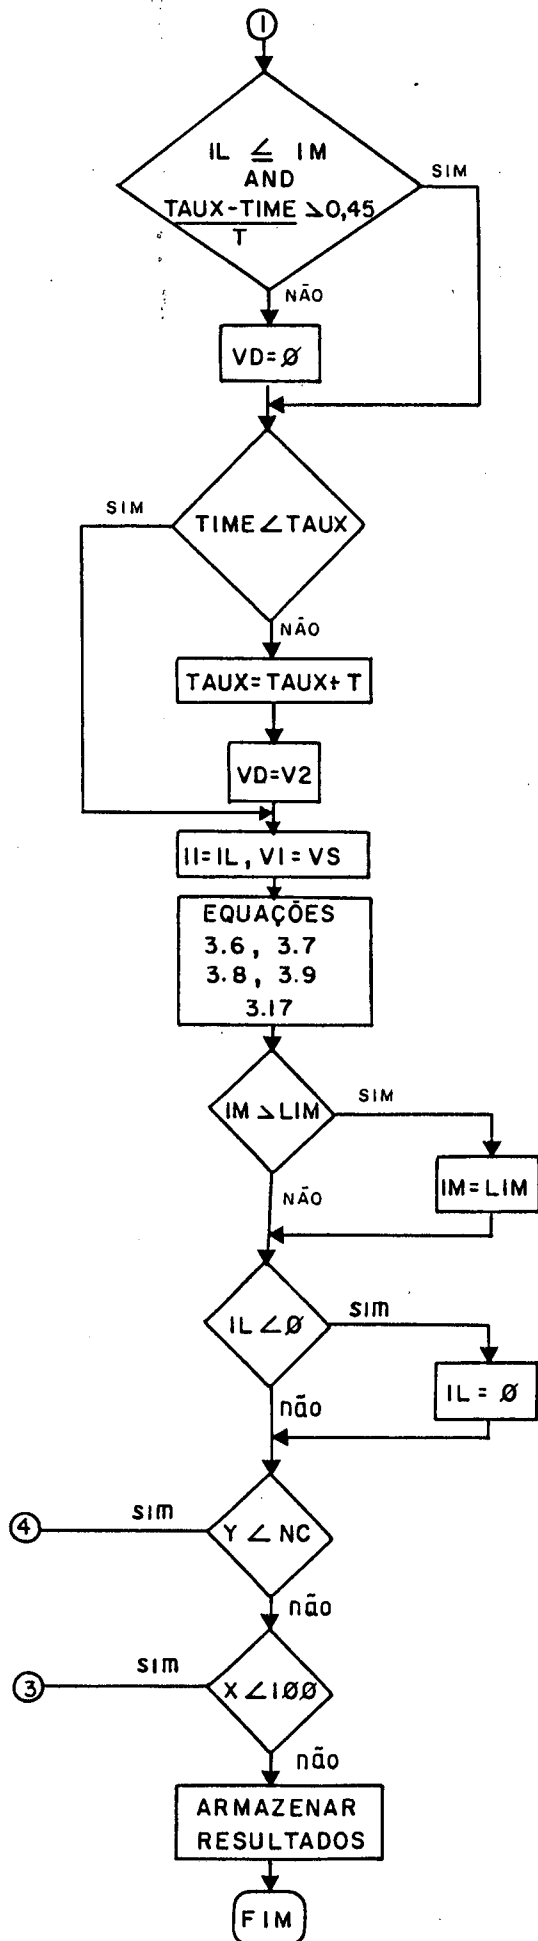 1
IL ≤ IM
AND
TAUX-TIME >0,45
T
SIM
NÃO
VD=Ø
SIM
TIME<TAUX
NÃO
TAUX=TAUX+T
VD=V2
I1=IL, VI=VS
EQUAÇÕES
3.6, 3.7
3.8, 3.9
3.17
IM>LIM
SIM
IM=LIM
NÃO
IL<Ø
sim
IL = Ø
não
4
sim
Y < NC
não
3
sim
X<1ØØ
não
ARMAZENAR
RESULTADOS
FIM